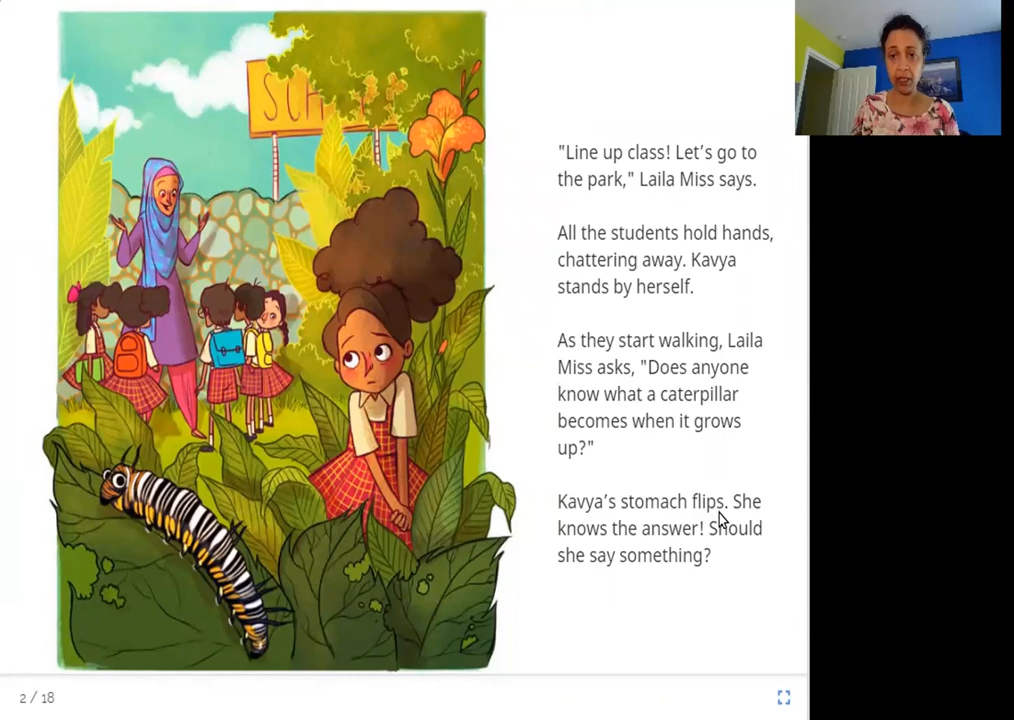 SCH
"Line up class! Let’s go to
the park," Laila Miss says.
All the students hold hands,
chattering away. Kavya
stands by herself.
As they start walking, Laila
Miss asks, "Does anyone
know what a caterpillar
becomes when it grows
up?"
Kavya’s stomach flips. She
knows the answer! Should
she say something?
2 / 18